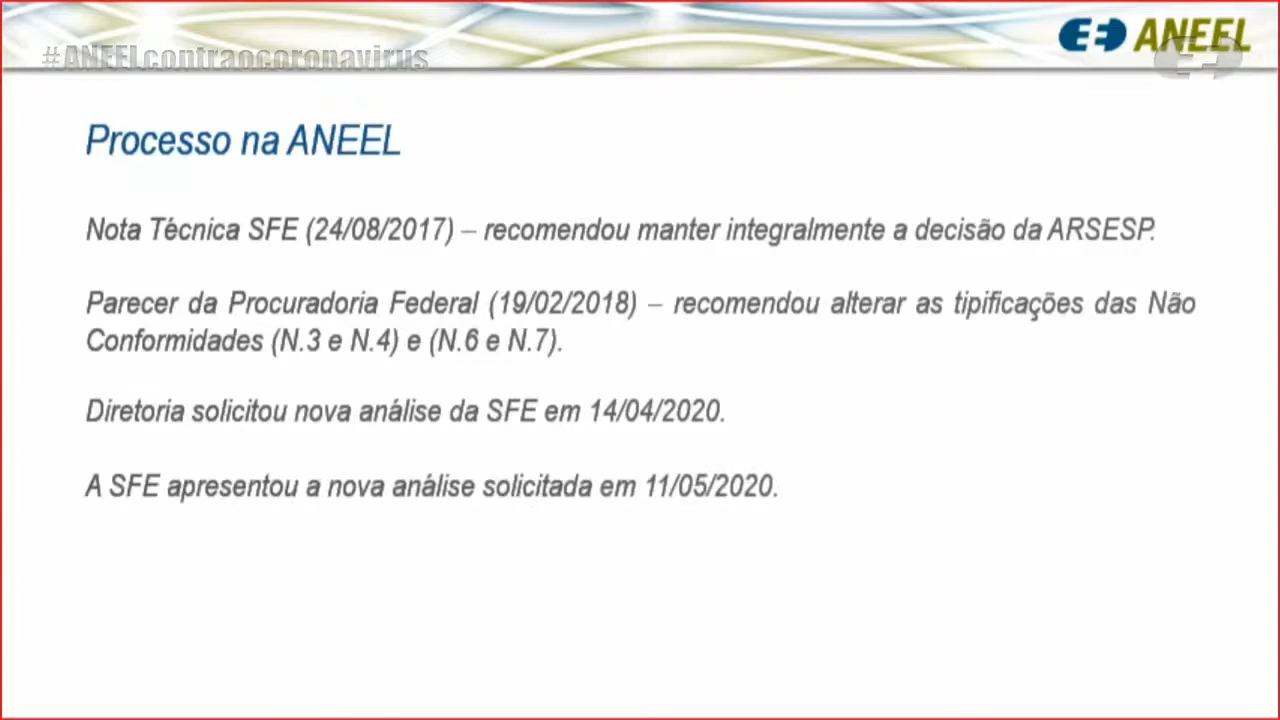 #ANEELcontraocoronavirus
ANEEL
Processo na ANEEL
Nota Técnica SFE (24/08/2017) – recomendou manter integralmente a decisão da ARSESP.
Parecer da Procuradoria Federal (19/02/2018) – recomendou alterar as tipificações das Não
Conformidades (N.3 e N.4) e (N.6 e N.7).
Diretoria solicitou nova análise da SFE em 14/04/2020.
A SFE apresentou a nova análise solicitada em 11/05/2020.